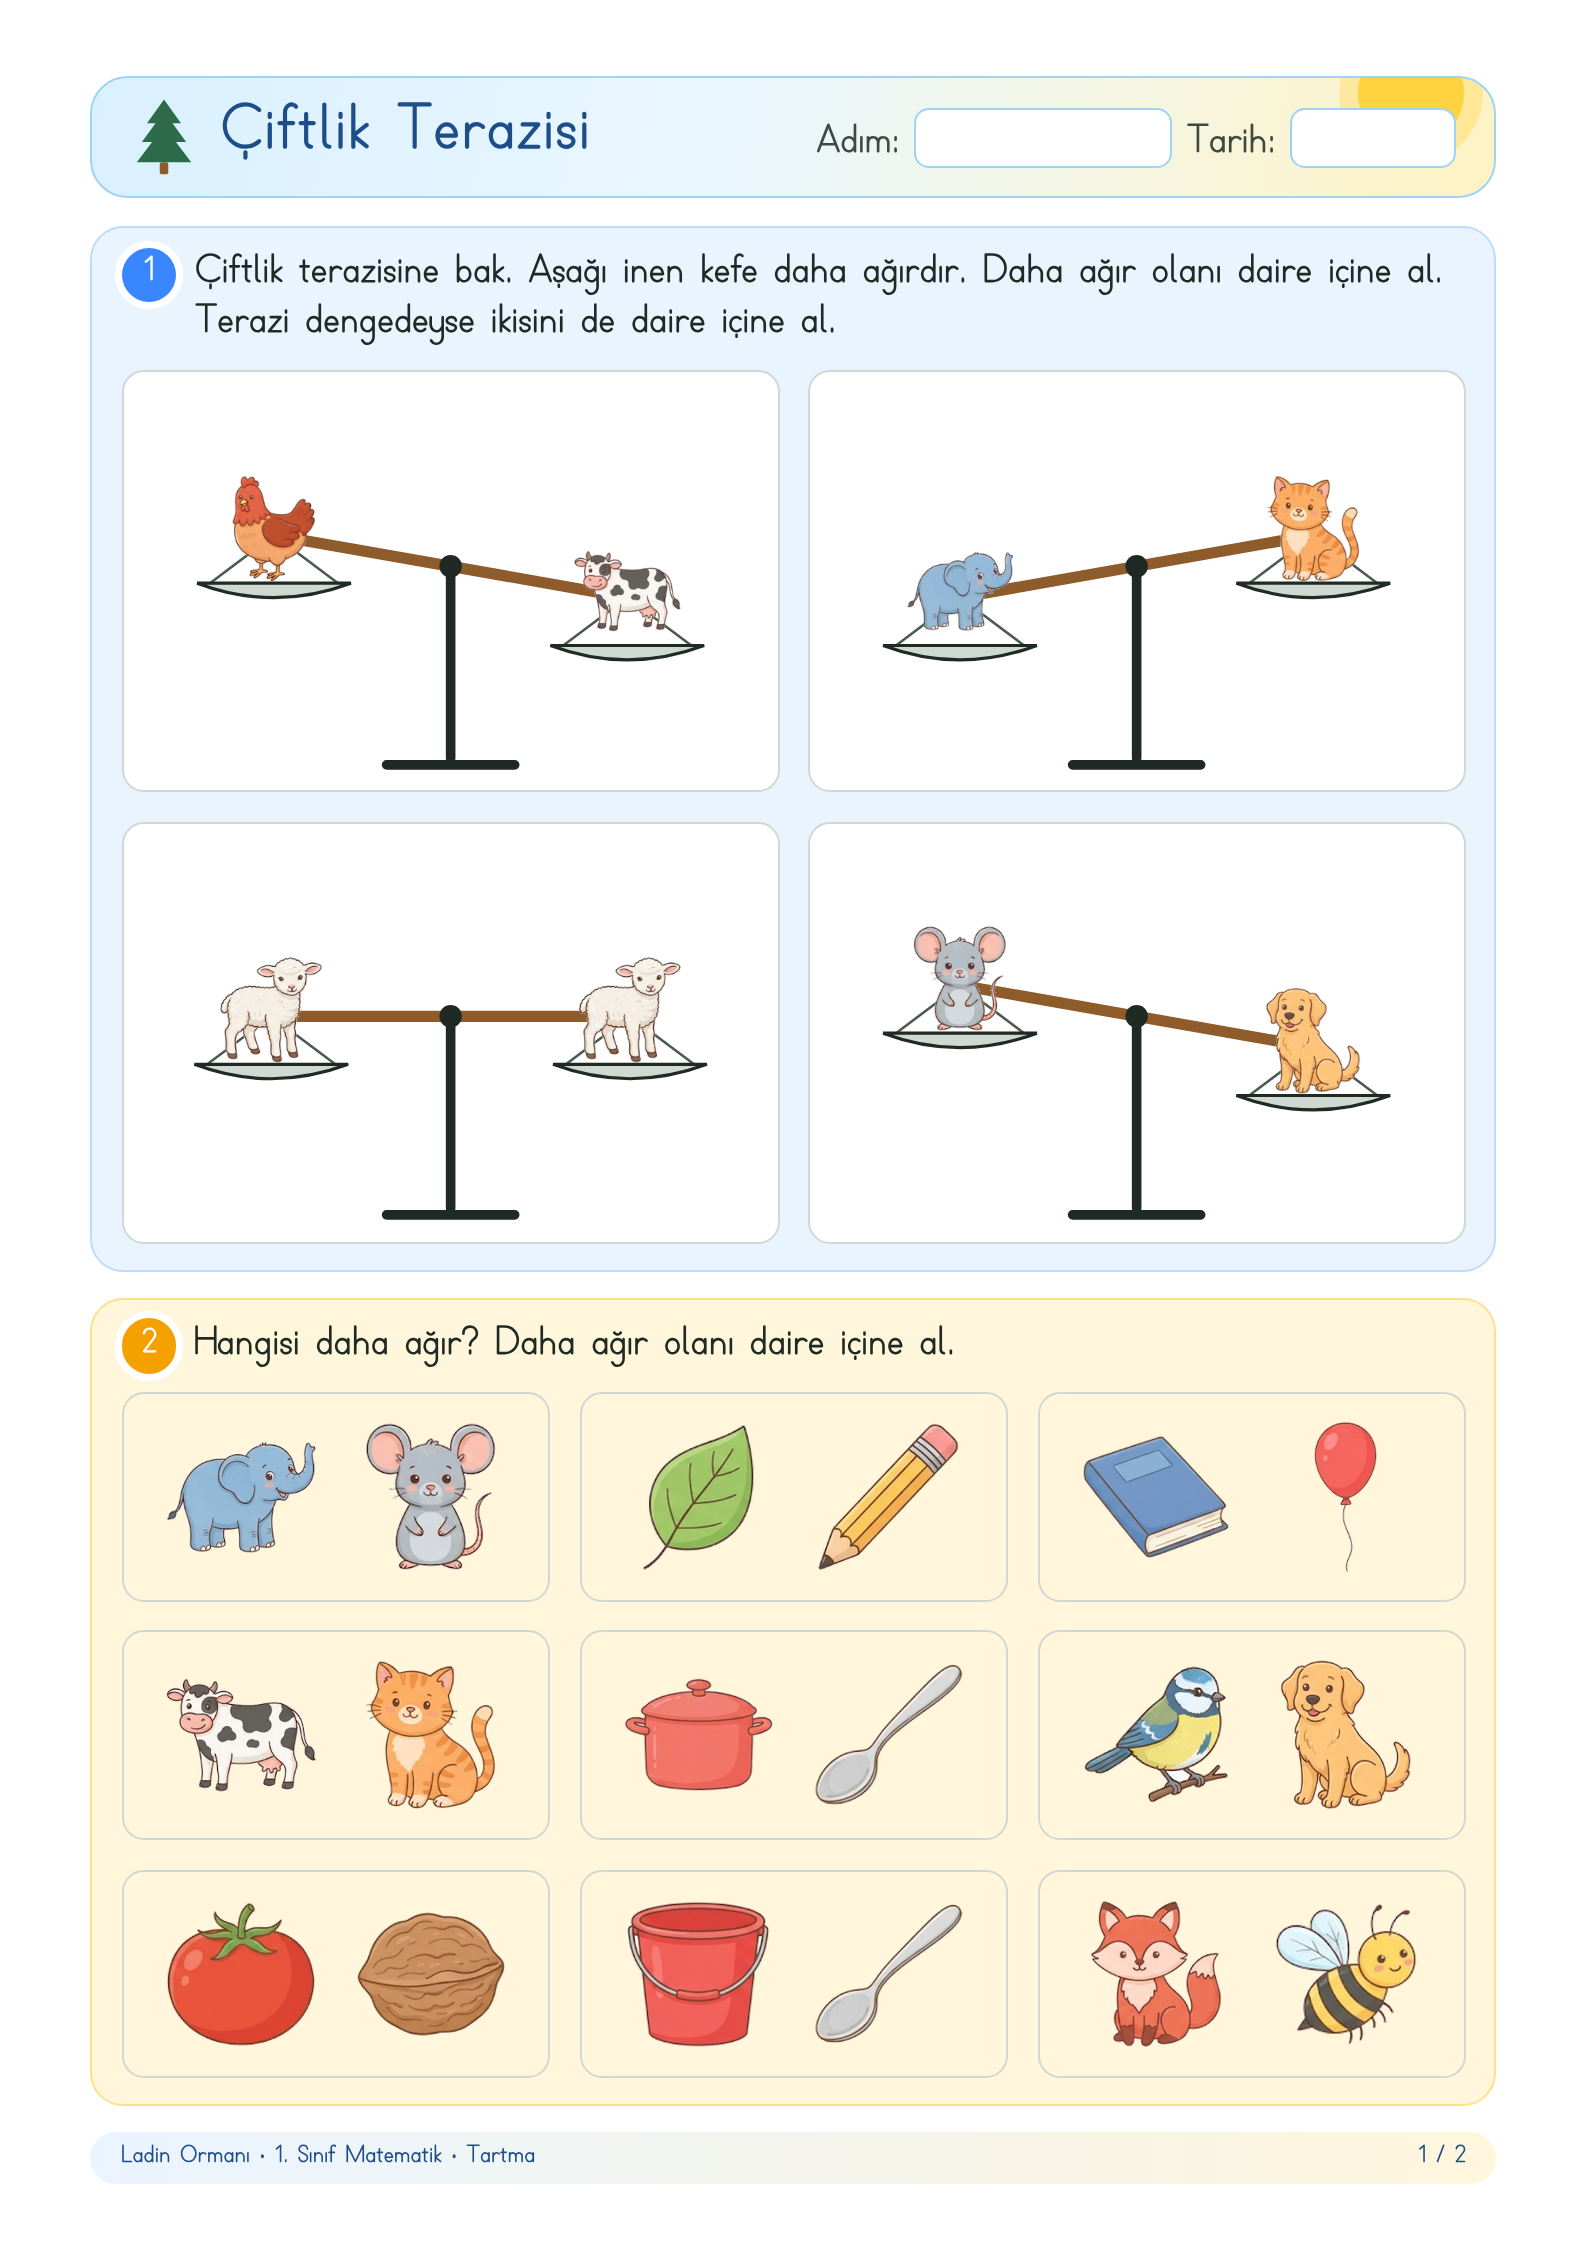 Çiftlik Terazisi
Adım:
Tarih:
1
Çiftlik terazisine bak. Aşağı inen kefe daha ağırdır. Daha ağır olanı daire içine al.
Terazi dengedeyse ikisini de daire içine al.
2
Hangisi daha ağır? Daha ağır olanı daire içine al.
Ladin Ormanı • 1. Sınıf Matematik • Tartma
1 / 2